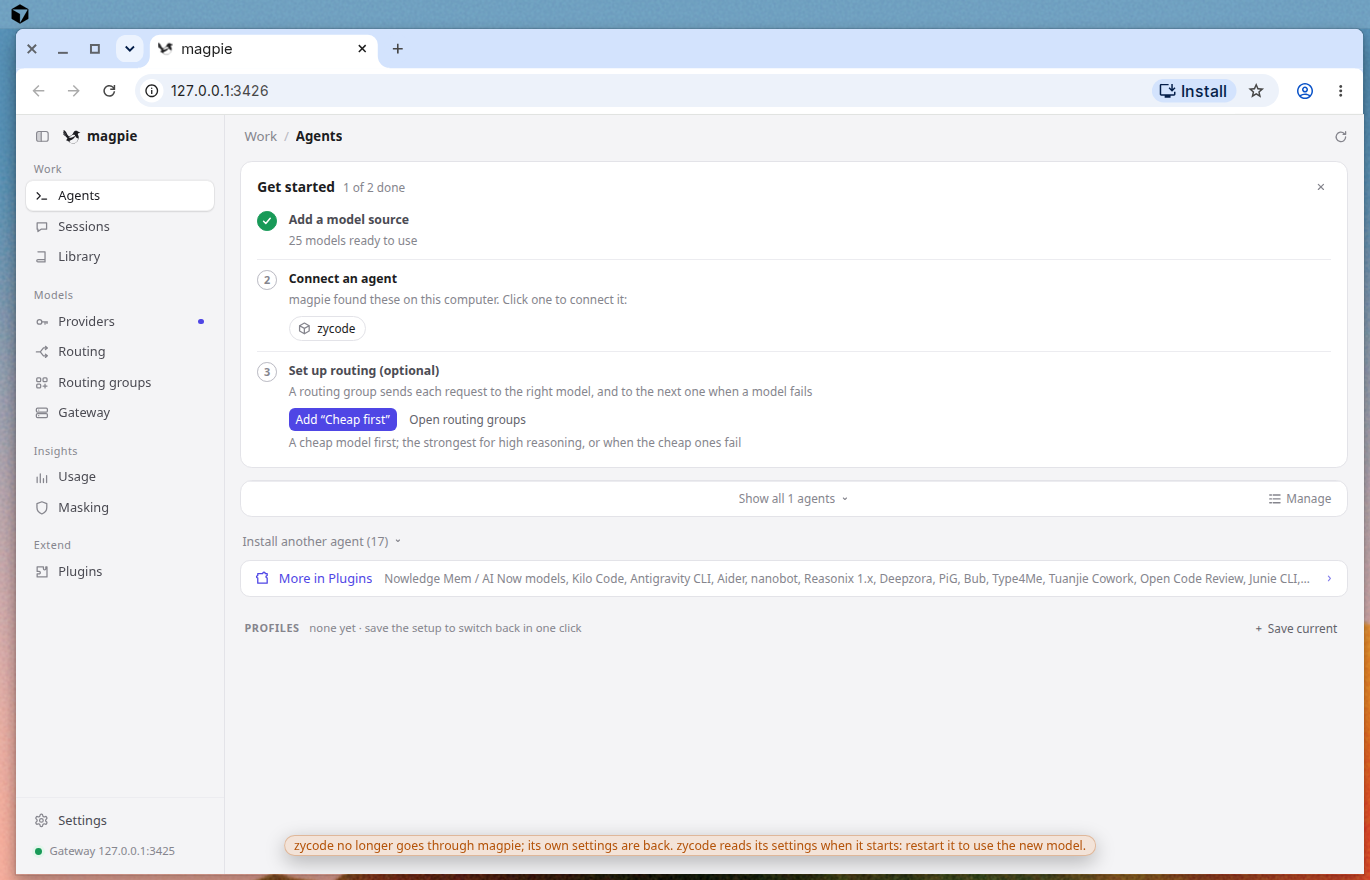 magpie
127.0.0.1:3426
Install
magpie
Work / Agents
Work
Agents
Sessions
Library
Models
Providers
Routing
Routing groups
Gateway
Insights
Usage
Masking
Extend
Plugins
Settings
Gateway 127.0.0.1:3425
Get started 1 of 2 done
Add a model source
25 models ready to use
2 Connect an agent
magpie found these on this computer. Click one to connect it:
zycode
3 Set up routing (optional)
A routing group sends each request to the right model, and to the next one when a model fails
Add “Cheap first” Open routing groups
A cheap model first; the strongest for high reasoning, or when the cheap ones fail
Show all 1 agents Manage
Install another agent (17)
More in Plugins Nowledge Mem / AI Now models, Kilo Code, Antigravity CLI, Aider, nanobot, Reasonix 1.x, Deepzora, PiG, Bub, Type4Me, Tuanjie Cowork, Open Code Review, Junie CLI,...
PROFILES none yet · save the setup to switch back in one click + Save current
zycode no longer goes through magpie; its own settings are back. zycode reads its settings when it starts: restart it to use the new model.